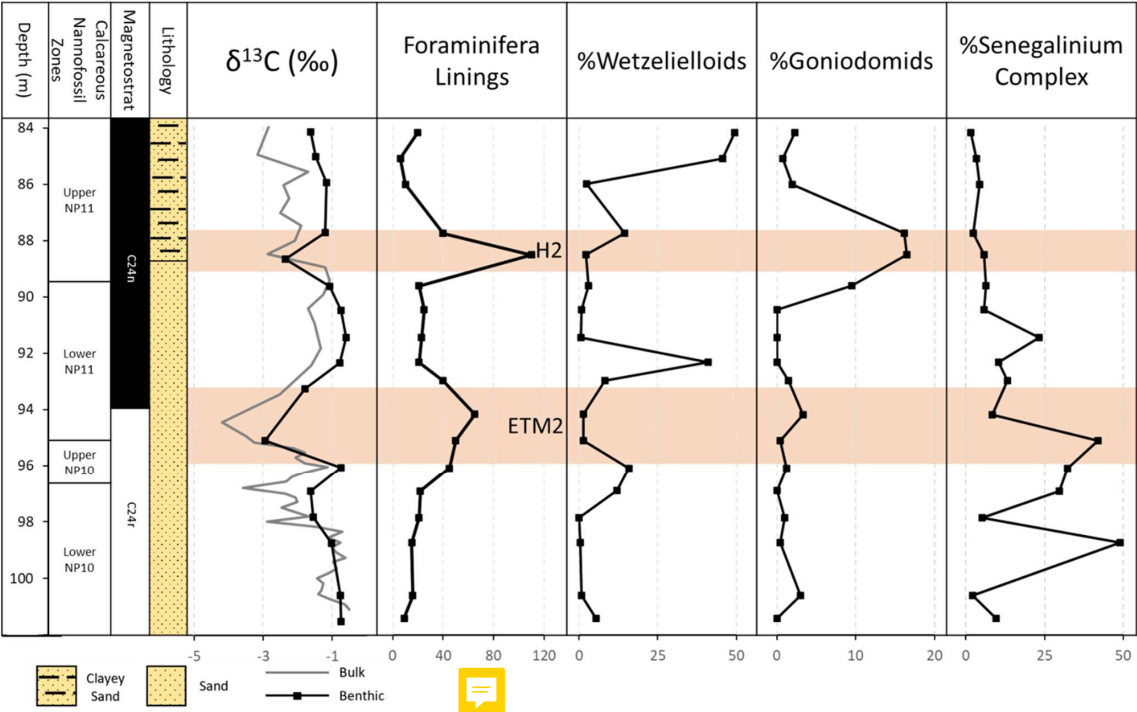 Depth (m)
Calcareous
Nannofossil
Zones
Magnetostrat
Lithology
δ¹³C (‰)
Foraminifera
Linings
%Wetzelielloids
%Goniodomids
%Senegalinium
Complex
84
86
88
90
92
94
96
98
100
Upper
NP11
Lower
NP11
Upper
NP10
Lower
NP10
C24n
C24r
H2
ETM2
-5 -3 -1
0 40 80 120
0 25 50
0 10 20
0 25 50
Clayey
Sand
Sand
Bulk
Benthic